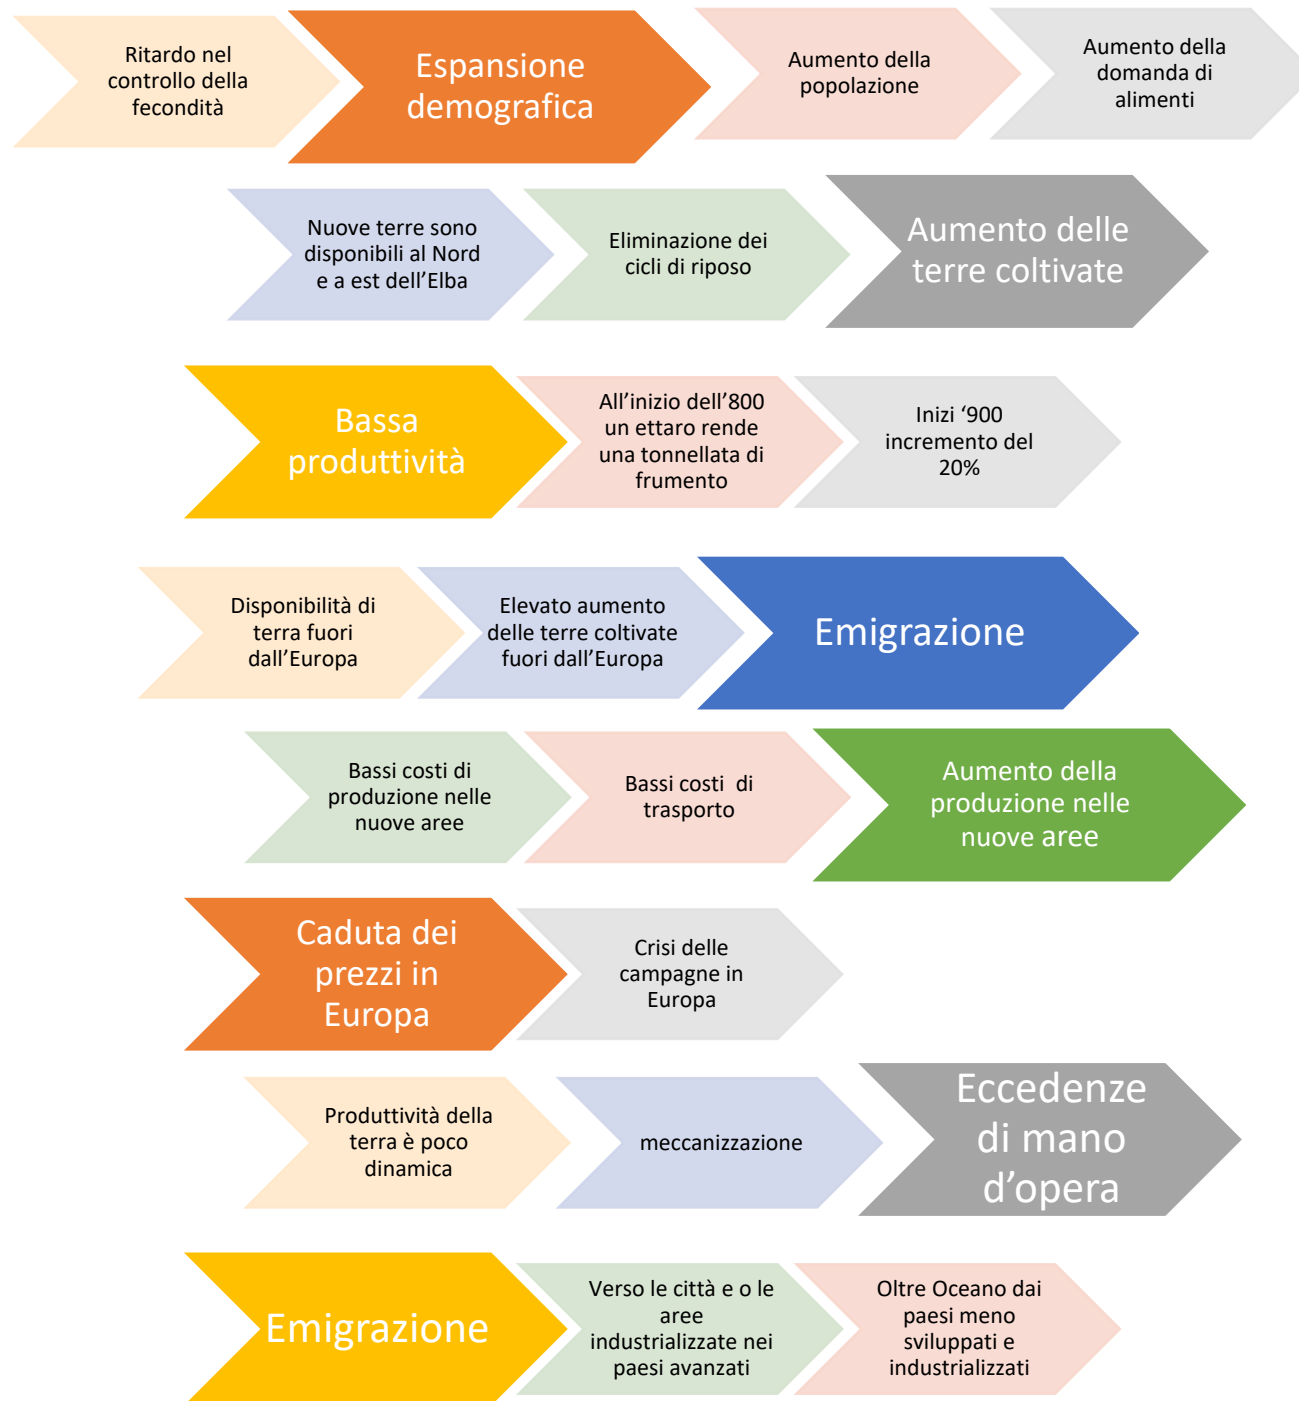 Ritardo nel
controllo della
fecondità
Espansione
demografica
Aumento della
popolazione
Aumento della
domanda di
alimenti
Nuove terre sono
disponibili al Nord
e a est dell’Elba
Eliminazione dei
cicli di riposo
Aumento delle
terre coltivate
Bassa
produttività
All’inizio dell’800
un ettaro rende
una tonnellata di
frumento
Inizi ‘900
incremento del
20%
Disponibilità di
terra fuori
dall’Europa
Elevato aumento
delle terre coltivate
fuori dall’Europa
Emigrazione
Bassi costi di
produzione nelle
nuove aree
Bassi costi di
trasporto
Aumento della
produzione nelle
nuove aree
Caduta dei
prezzi in
Europa
Crisi delle
campagne in
Europa
Produttività della
terra è poco
dinamica
meccanizzazione
Eccedenze
di mano
d’opera
Emigrazione
Verso le città e o le
aree
industrializzate nei
paesi avanzati
Oltre Oceano dai
paesi meno
sviluppati e
industrializzati